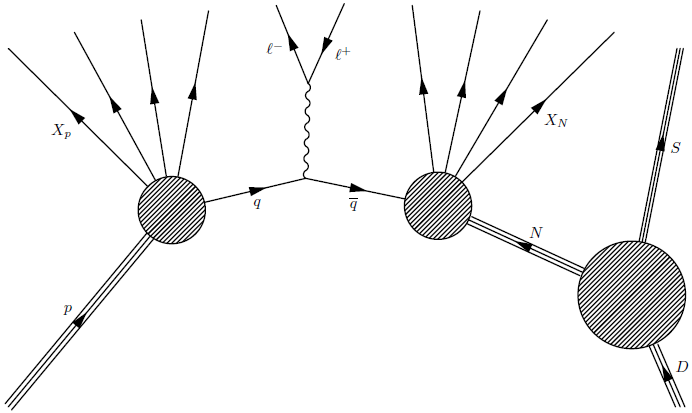 ℓ⁻
ℓ⁺
X_p
X_N
S
q
q̅
N
p
D